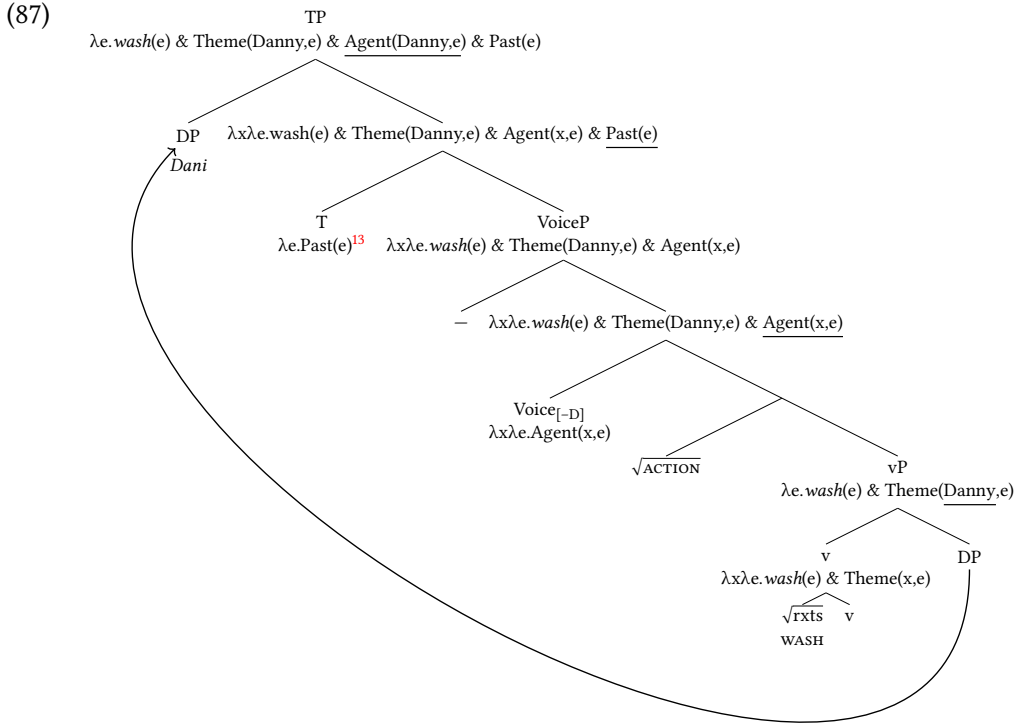 (87)
TP
λe.wash(e) & Theme(Danny,e) & Agent(Danny,e) & Past(e)
DP λxλe.wash(e) & Theme(Danny,e) & Agent(x,e) & Past(e)
Dani
T VoiceP
λe.Past(e)13 λxλe.wash(e) & Theme(Danny,e) & Agent(x,e)
– λxλe.wash(e) & Theme(Danny,e) & Agent(x,e)
Voice[–D]
λxλe.Agent(x,e)
√ACTION vP
λe.wash(e) & Theme(Danny,e)
v DP
λxλe.wash(e) & Theme(x,e)
√rxts v
WASH